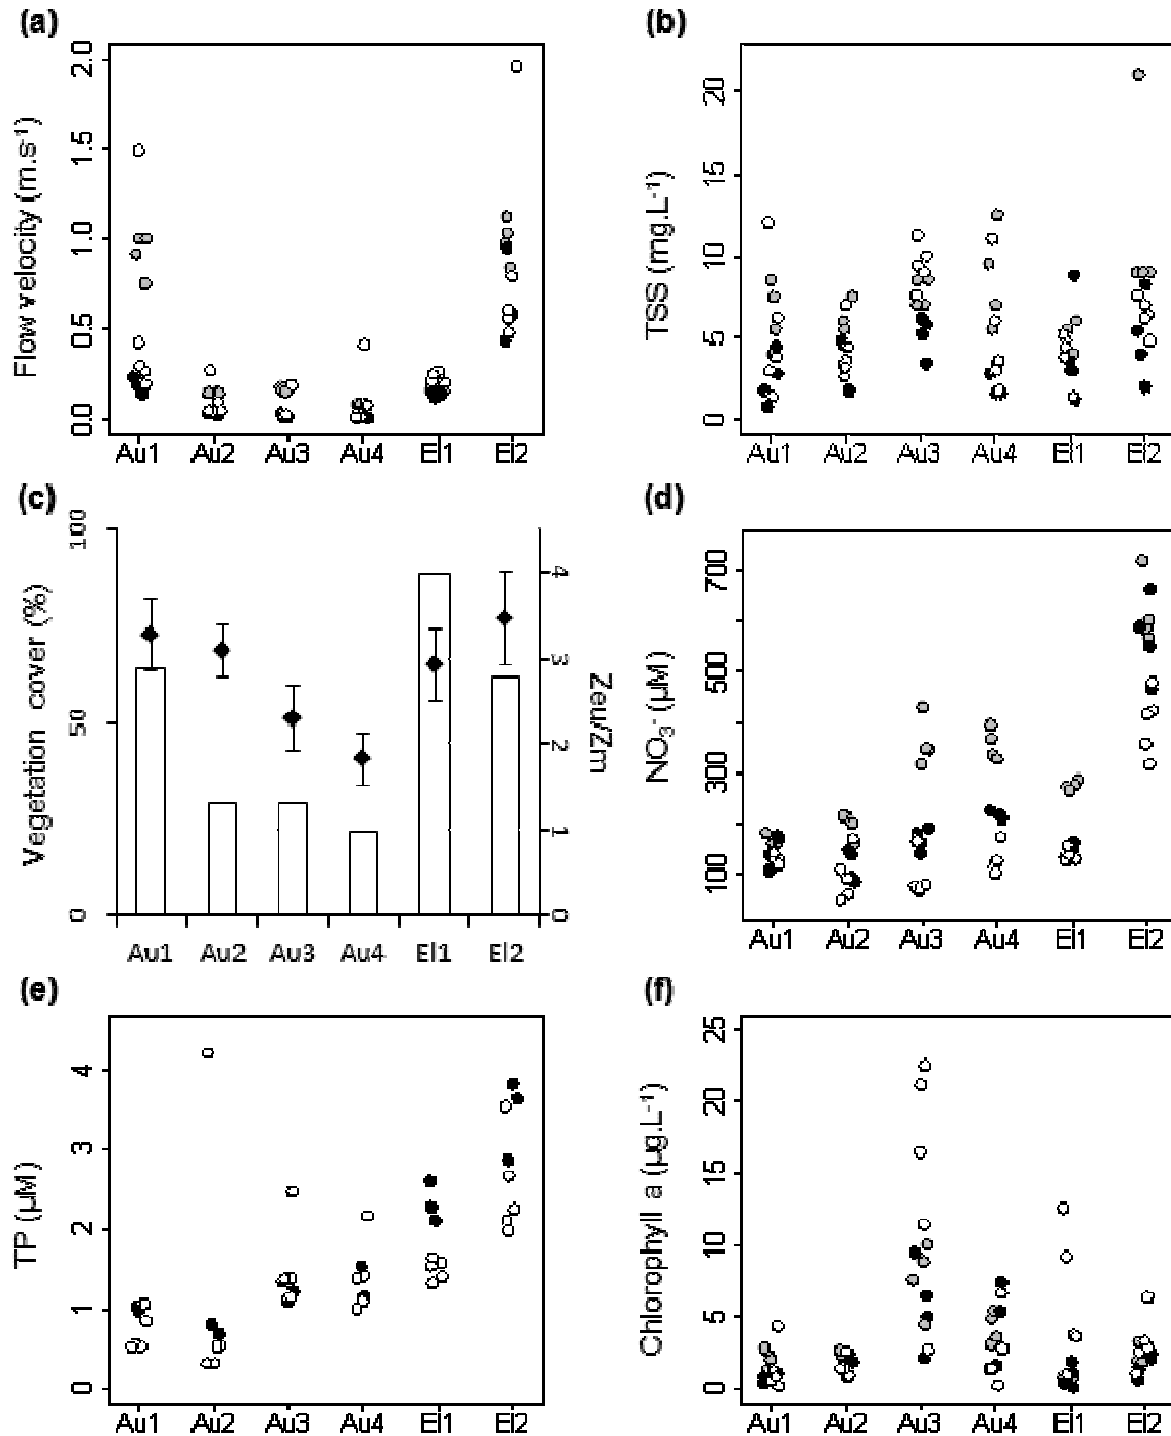 (a)
Flow velocity (m.s-1)
2.0
1.5
1.0
0.5
0.0
Au1 Au2 Au3 Au4 El1 El2
(b)
TSS (mg.L-1)
20
15
10
5
0
Au1 Au2 Au3 Au4 El1 El2
(c)
Vegetation cover (%)
100
50
0
4
3
2
1
0
Zeu/Zm
Au1 Au2 Au3 Au4 El1 El2
(d)
NO3- (µM)
700
500
300
100
Au1 Au2 Au3 Au4 El1 El2
(e)
TP (µM)
4
3
2
1
0
Au1 Au2 Au3 Au4 El1 El2
(f)
Chlorophyll a (µg.L-1)
25
20
15
10
5
0
Au1 Au2 Au3 Au4 El1 El2